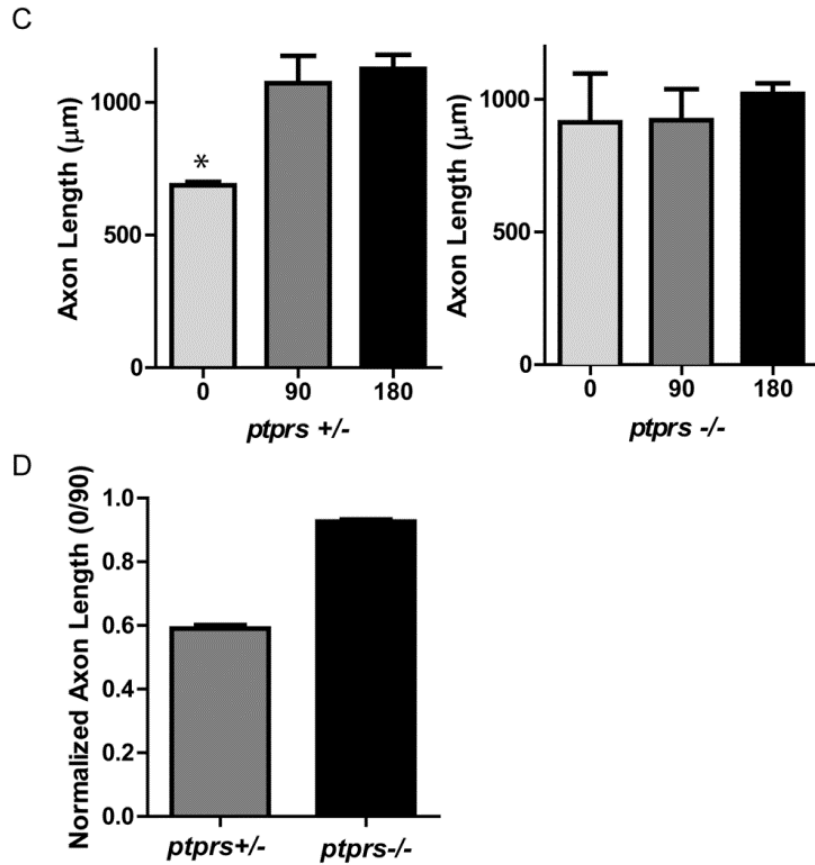 C
Axon Length (μm)
1000
500
0
*
0 90 180
ptprs +/-
Axon Length (μm)
1000
500
0
0 90 180
ptprs -/-
D
Normalized Axon Length (0/90)
1.0
0.8
0.6
0.4
0.2
0.0
ptprs+/- ptprs-/-